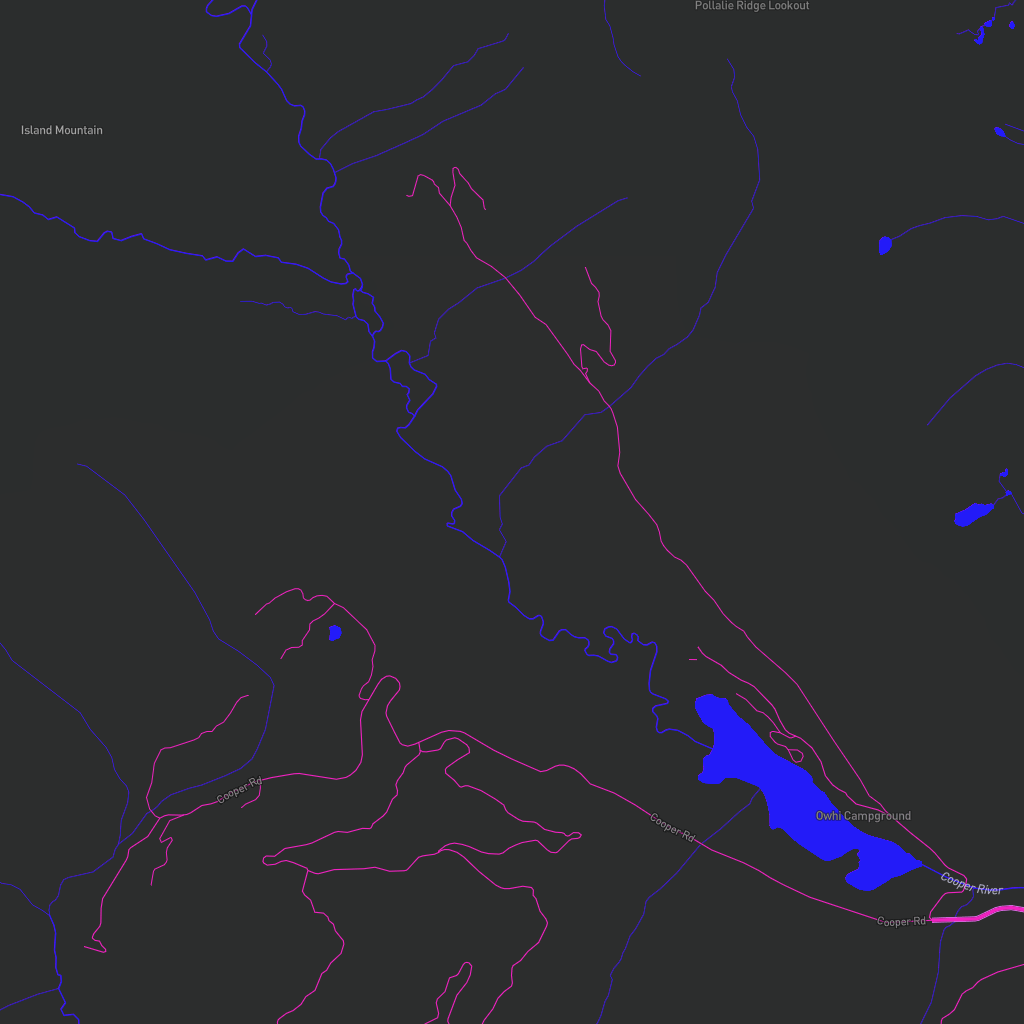 Pollalie Ridge Lookout
Island Mountain
Cooper Rd
Owhi Campground
Cooper Rd
Cooper River
Cooper Rd